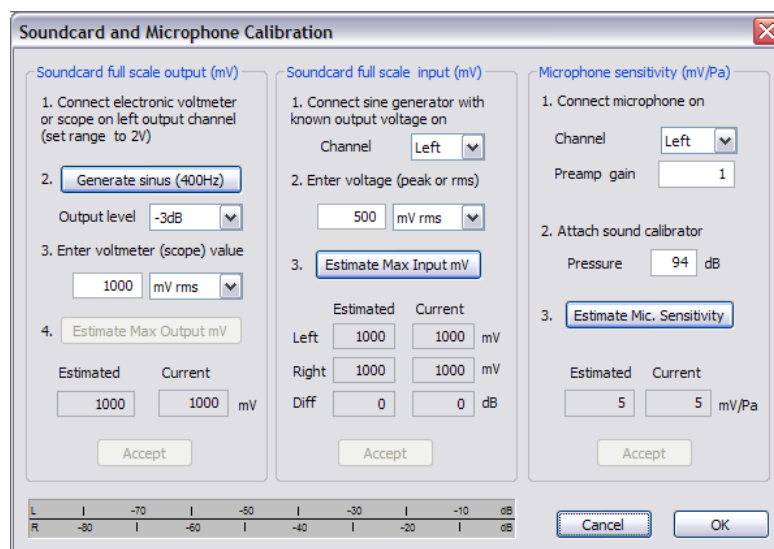 Soundcard and Microphone Calibration
Soundcard full scale output (mV)
1. Connect electronic voltmeter
or scope on left output channel
(set range to 2V)
2. Generate sinus (400Hz)
Output level -3dB
3. Enter voltmeter (scope) value
1000 mV rms
4. Estimate Max Output mV
Estimated Current
1000 1000 mV
Accept
Soundcard full scale input (mV)
1. Connect sine generator with
known output voltage on
Channel Left
2. Enter voltage (peak or rms)
500 mV rms
3. Estimate Max Input mV
Estimated Current
Left 1000 1000 mV
Right 1000 1000 mV
Diff 0 0 dB
Accept
Microphone sensitivity (mV/Pa)
1. Connect microphone on
Channel Left
Preamp gain 1
2. Attach sound calibrator
Pressure 94 dB
3. Estimate Mic. Sensitivity
Estimated Current
5 5 mV/Pa
Accept
L -70 -50 -30 -10 dB
R -80 -60 -40 -20 dB
Cancel OK